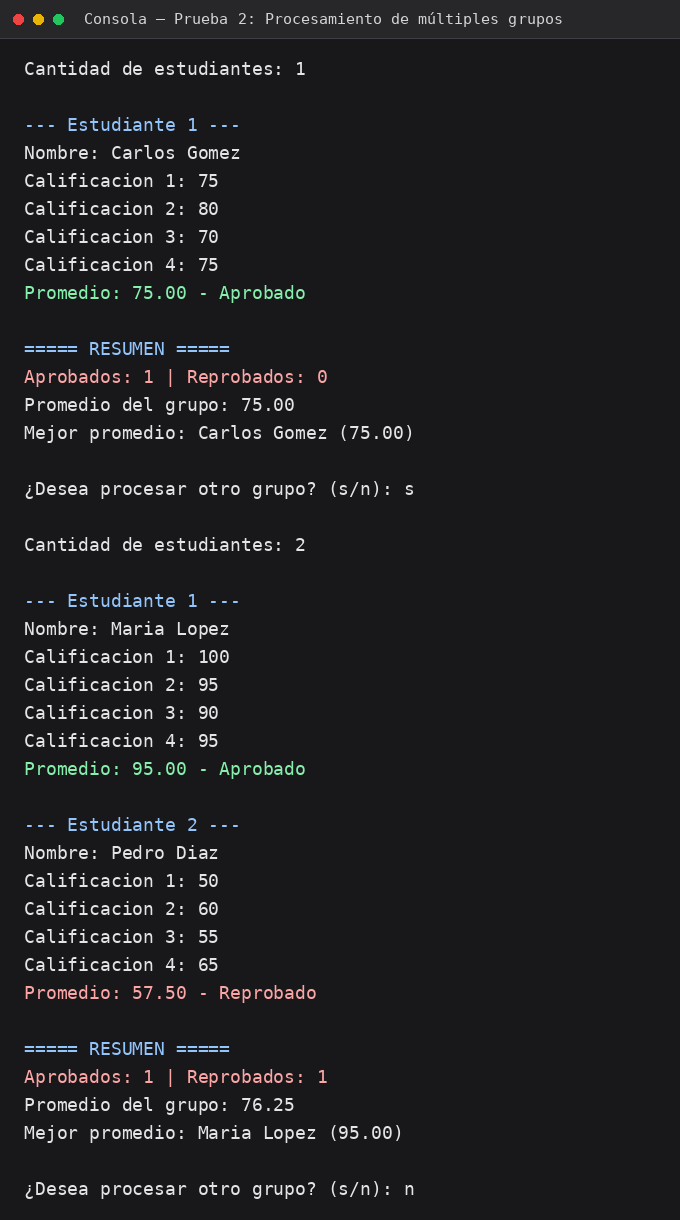 Consola — Prueba 2: Procesamiento de múltiples grupos
Cantidad de estudiantes: 1
--- Estudiante 1 ---
Nombre: Carlos Gomez
Calificacion 1: 75
Calificacion 2: 80
Calificacion 3: 70
Calificacion 4: 75
Promedio: 75.00 - Aprobado
===== RESUMEN =====
Aprobados: 1 | Reprobados: 0
Promedio del grupo: 75.00
Mejor promedio: Carlos Gomez (75.00)
¿Desea procesar otro grupo? (s/n): s
Cantidad de estudiantes: 2
--- Estudiante 1 ---
Nombre: Maria Lopez
Calificacion 1: 100
Calificacion 2: 95
Calificacion 3: 90
Calificacion 4: 95
Promedio: 95.00 - Aprobado
--- Estudiante 2 ---
Nombre: Pedro Diaz
Calificacion 1: 50
Calificacion 2: 60
Calificacion 3: 55
Calificacion 4: 65
Promedio: 57.50 - Reprobado
===== RESUMEN =====
Aprobados: 1 | Reprobados: 1
Promedio del grupo: 76.25
Mejor promedio: Maria Lopez (95.00)
¿Desea procesar otro grupo? (s/n): n